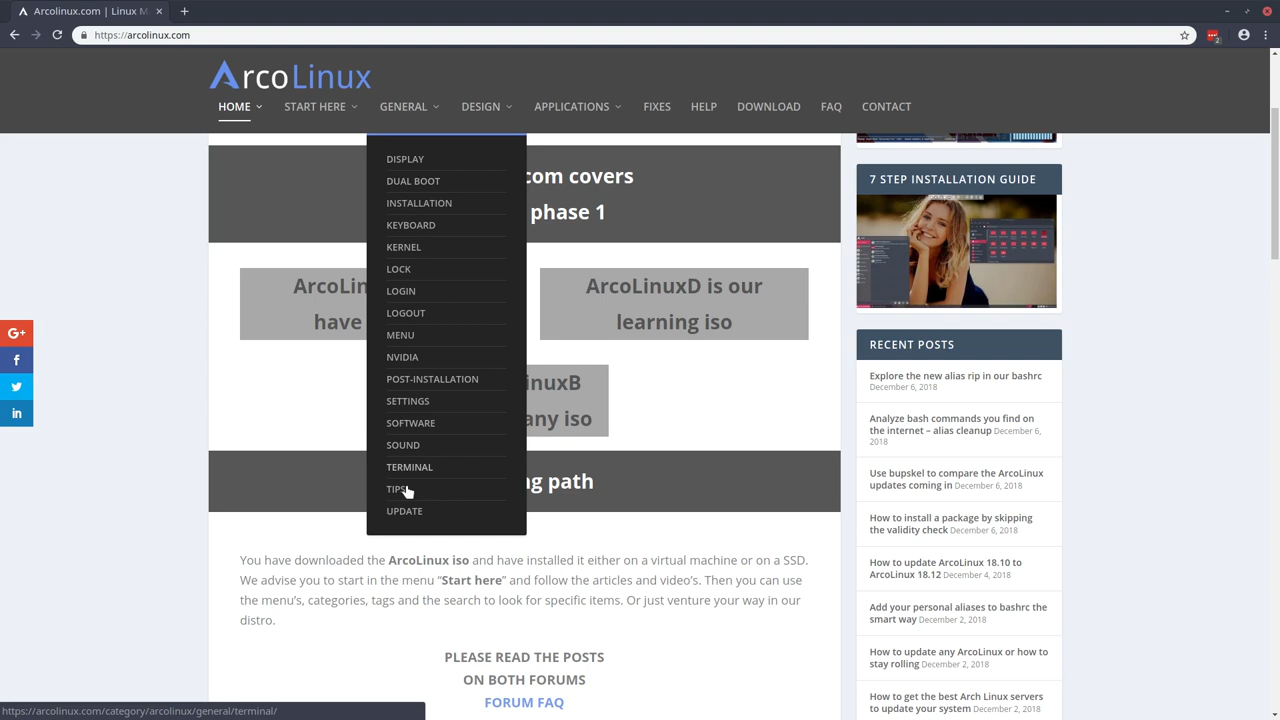 Arcolinux.com | Linux M
https://arcolinux.com
2
ArcoLinux
HOME START HERE GENERAL DESIGN APPLICATIONS FIXES HELP DOWNLOAD FAQ CONTACT
DISPLAY
DUAL BOOT
INSTALLATION
KEYBOARD
KERNEL
LOCK
LOGIN
LOGOUT
MENU
NVIDIA
POST-INSTALLATION
SETTINGS
SOFTWARE
SOUND
TERMINAL
TIPS
UPDATE
com covers
phase 1
ArcoLin
have
ArcoLinuxD is our
learning iso
inuxB
any iso
ng path
You have downloaded the ArcoLinux iso and have installed it either on a virtual machine or on a SSD.
We advise you to start in the menu “Start here” and follow the articles and video’s. Then you can use
the menu’s, categories, tags and the search to look for specific items. Or just venture your way in our
distro.
PLEASE READ THE POSTS
ON BOTH FORUMS
FORUM FAQ
7 STEP INSTALLATION GUIDE
RECENT POSTS
Explore the new alias rip in our bashrc
December 6, 2018
Analyze bash commands you find on
the internet – alias cleanup December 6,
2018
Use bupskel to compare the ArcoLinux
updates coming in December 6, 2018
How to install a package by skipping
the validity check December 6, 2018
How to update ArcoLinux 18.10 to
ArcoLinux 18.12 December 4, 2018
Add your personal aliases to bashrc the
smart way December 2, 2018
How to update any ArcoLinux or how to
stay rolling December 2, 2018
How to get the best Arch Linux servers
to update your system December 2, 2018
G+
f
in
https://arcolinux.com/category/arcolinux/general/terminal/